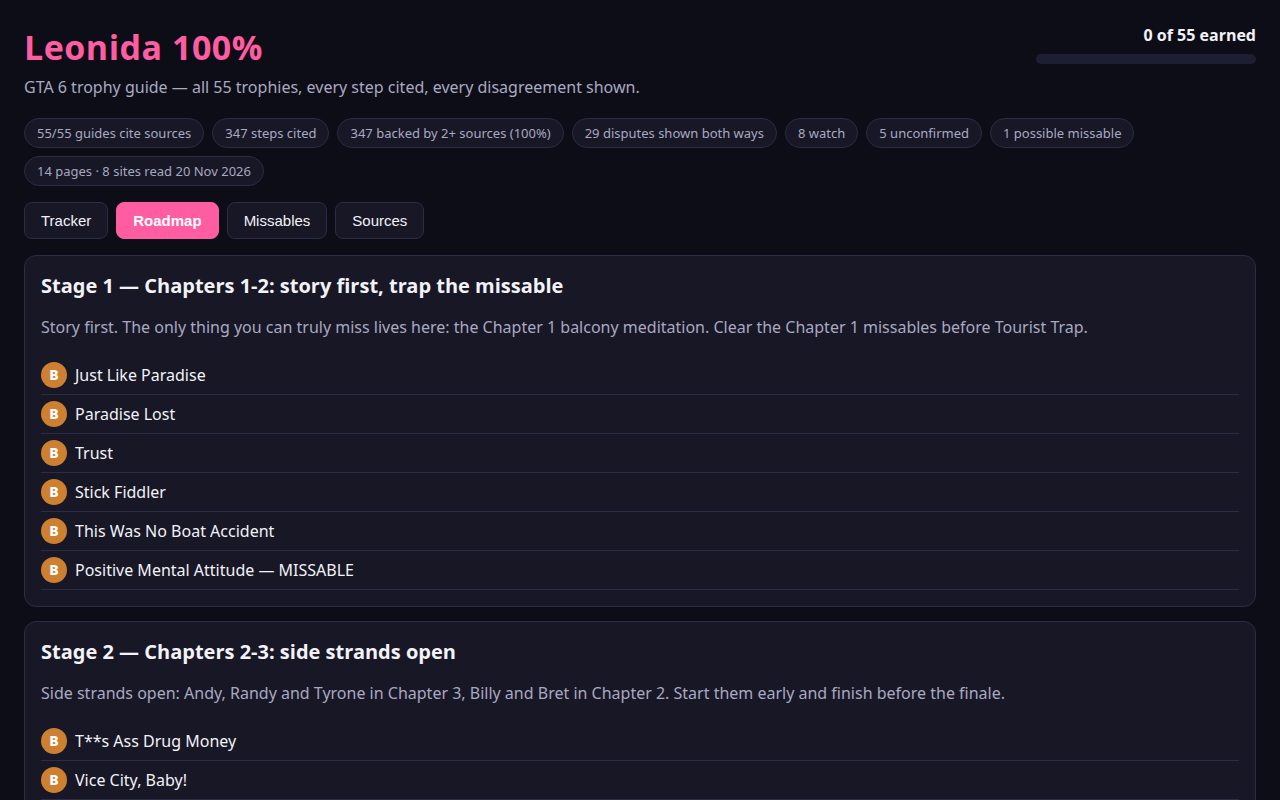 Leonida 100%
0 of 55 earned
GTA 6 trophy guide — all 55 trophies, every step cited, every disagreement shown.
55/55 guides cite sources
347 steps cited
347 backed by 2+ sources (100%)
29 disputes shown both ways
8 watch
5 unconfirmed
1 possible missable
14 pages · 8 sites read 20 Nov 2026
Tracker
Roadmap
Missables
Sources
Stage 1 — Chapters 1-2: story first, trap the missable
Story first. The only thing you can truly miss lives here: the Chapter 1 balcony meditation. Clear the Chapter 1 missables before Tourist Trap.
B Just Like Paradise
B Paradise Lost
B Trust
B Stick Fiddler
B This Was No Boat Accident
B Positive Mental Attitude — MISSABLE
Stage 2 — Chapters 2-3: side strands open
Side strands open: Andy, Randy and Tyrone in Chapter 3, Billy and Bret in Chapter 2. Start them early and finish before the finale.
B T**s Ass Drug Money
B Vice City, Baby!